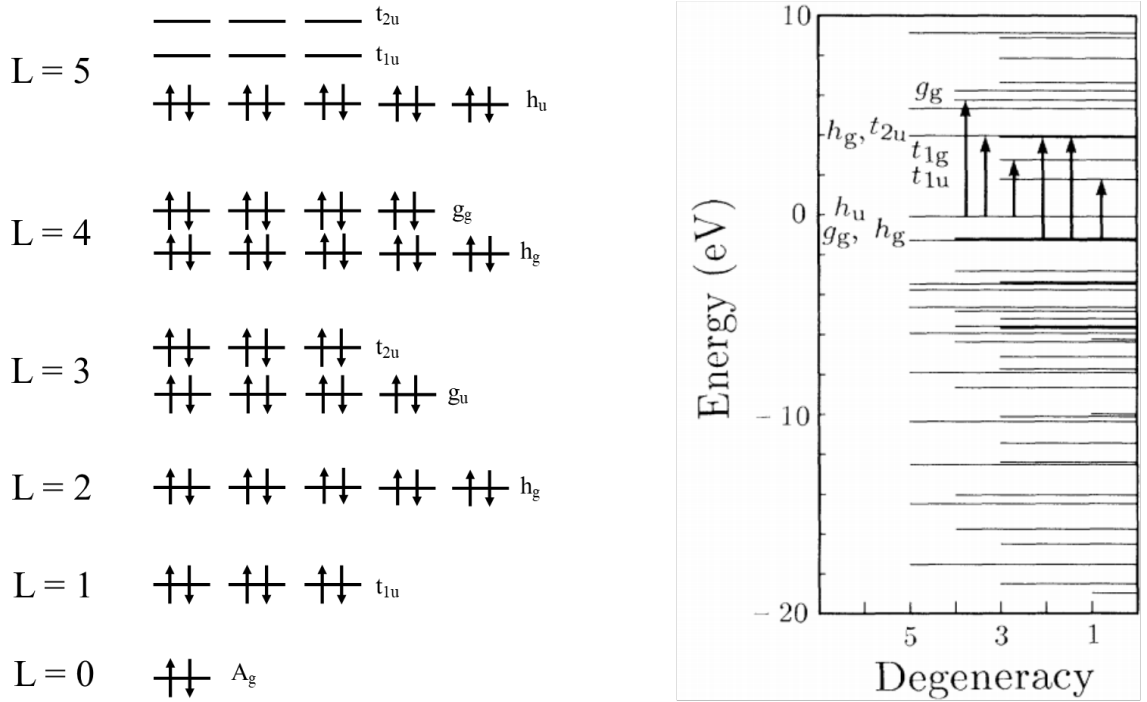 t2u
L = 5
t1u
hu
gg
L = 4
hg
t2u
L = 3
gu
L = 2
hg
L = 1
t1u
L = 0
Ag
Energy (eV)
10
0
− 10
− 20
gg
hg, t2u
t1g
t1u
hu
gg, hg
5 3 1
Degeneracy